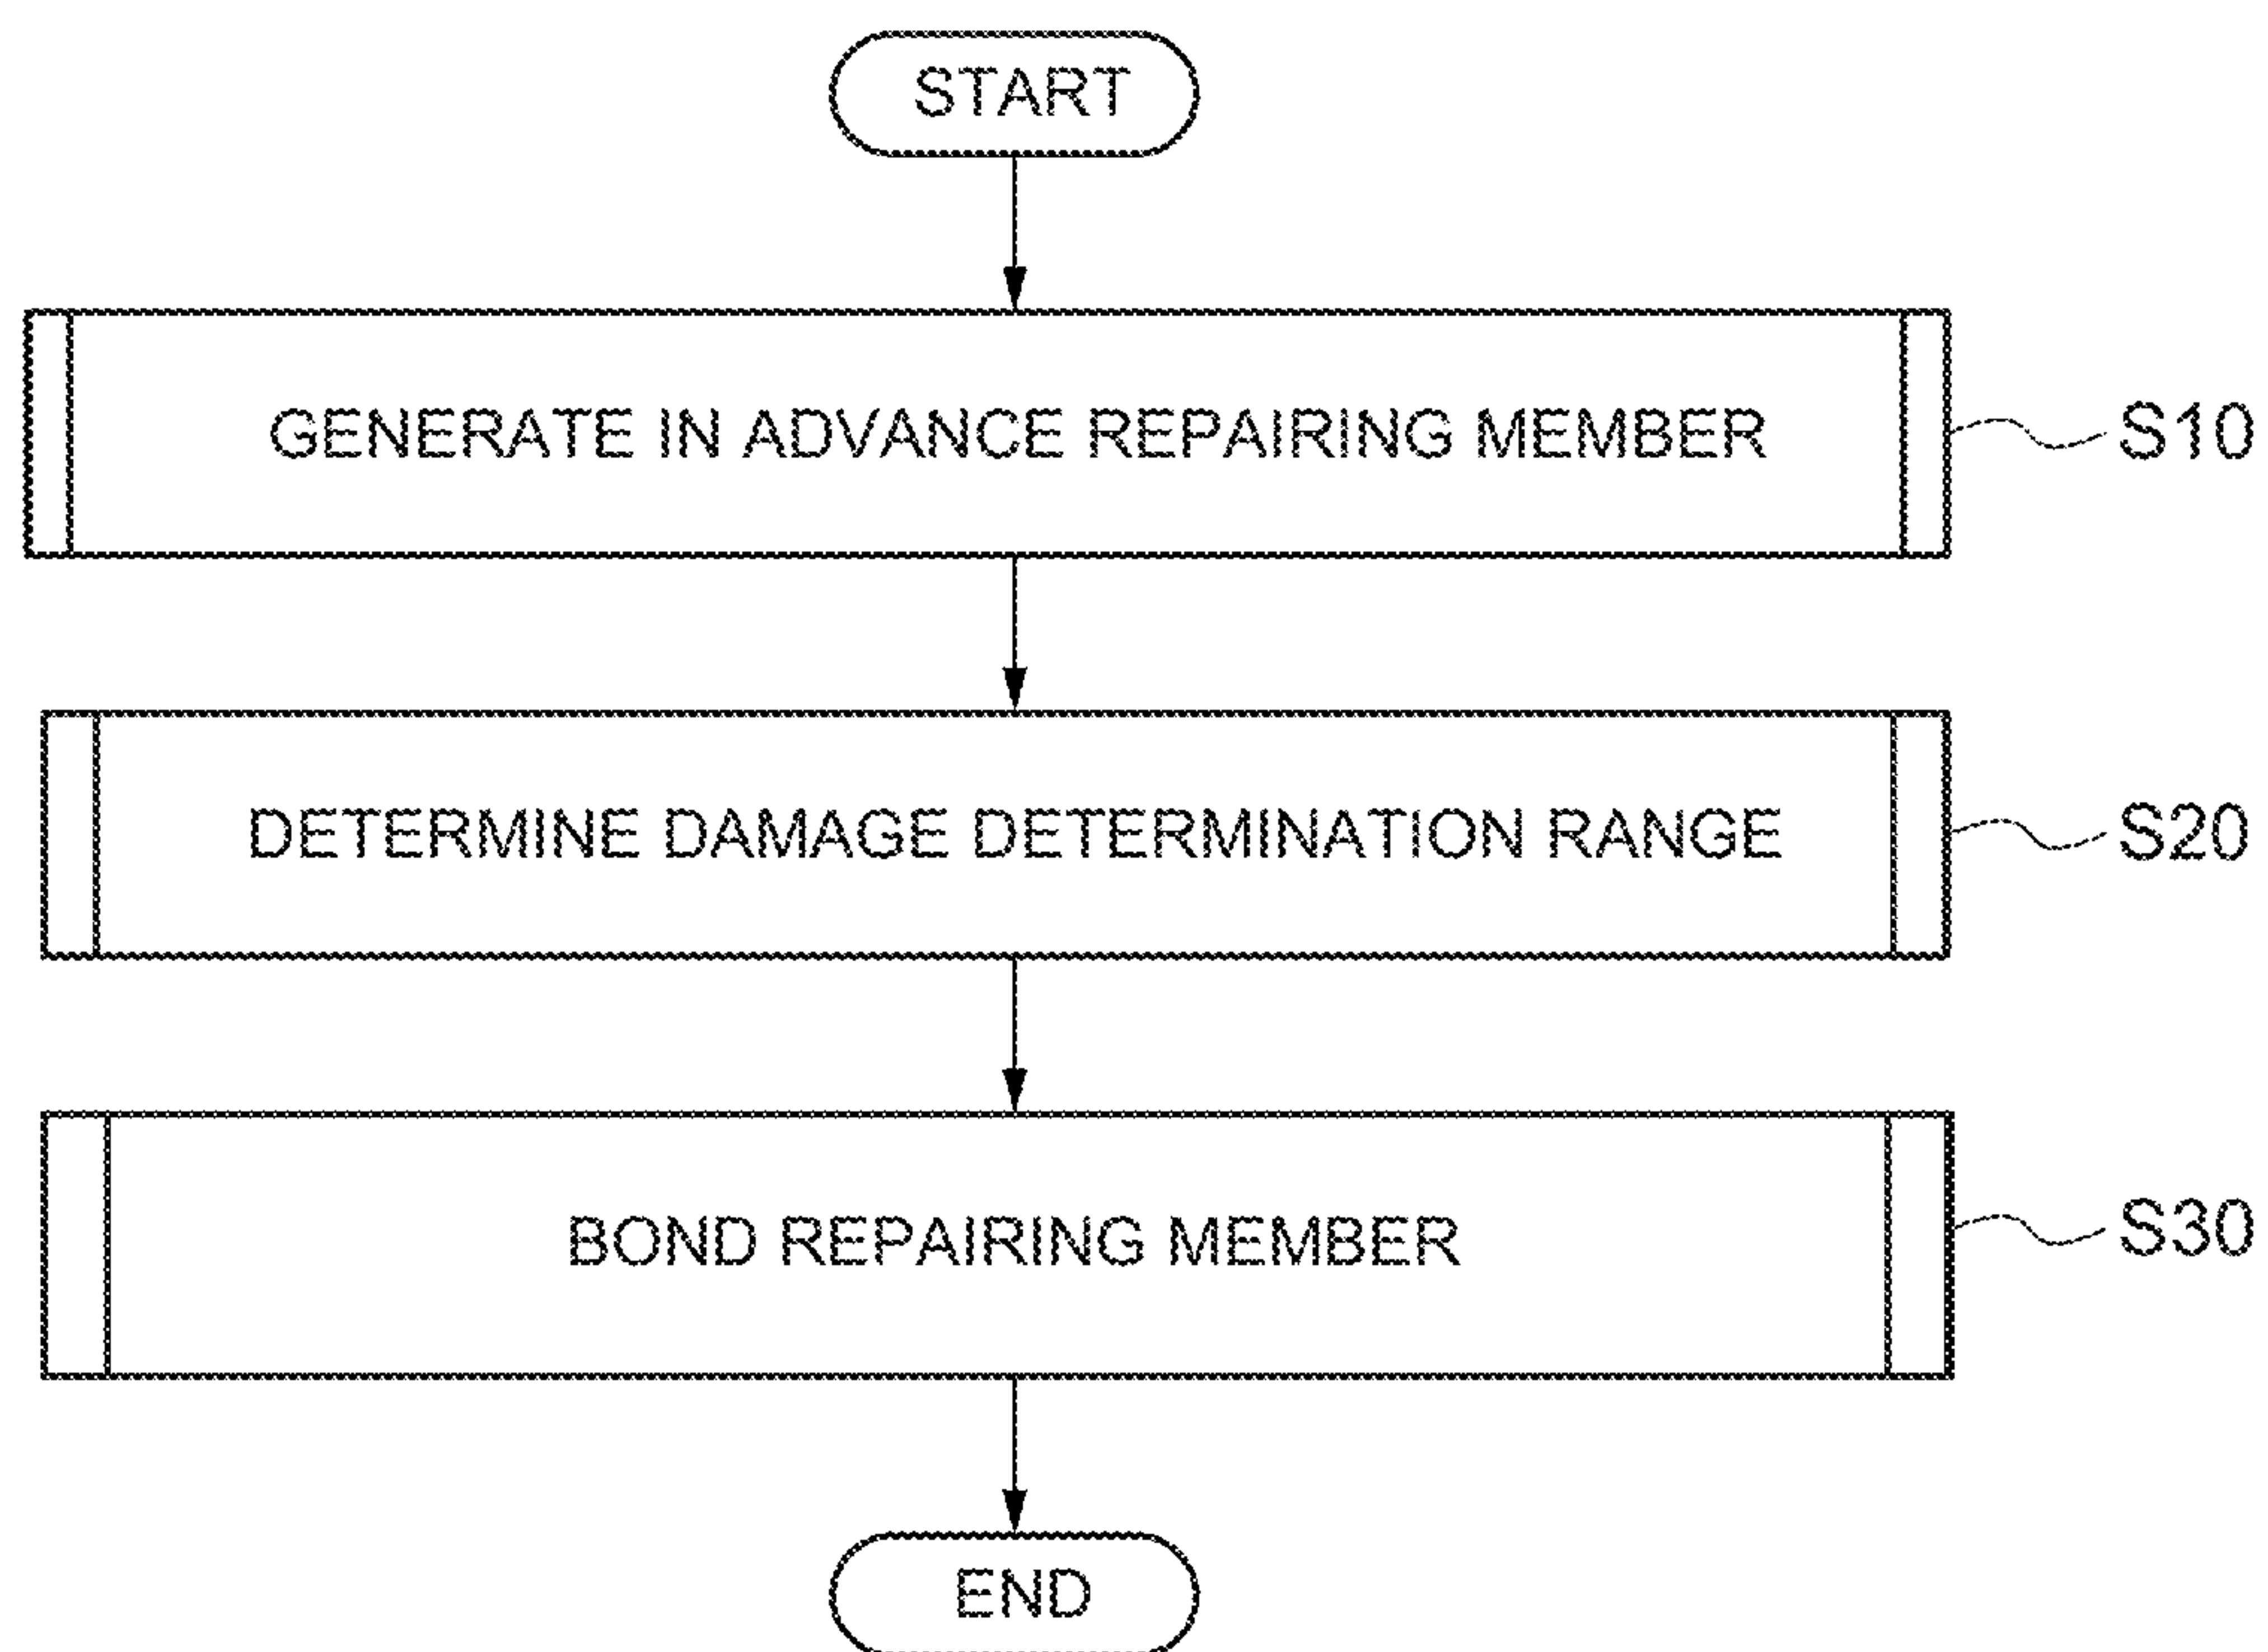 START
GENERATE IN ADVANCE REPAIRING MEMBER
S10
DETERMINE DAMAGE DETERMINATION RANGE
S20
BOND REPAIRING MEMBER
S30
END